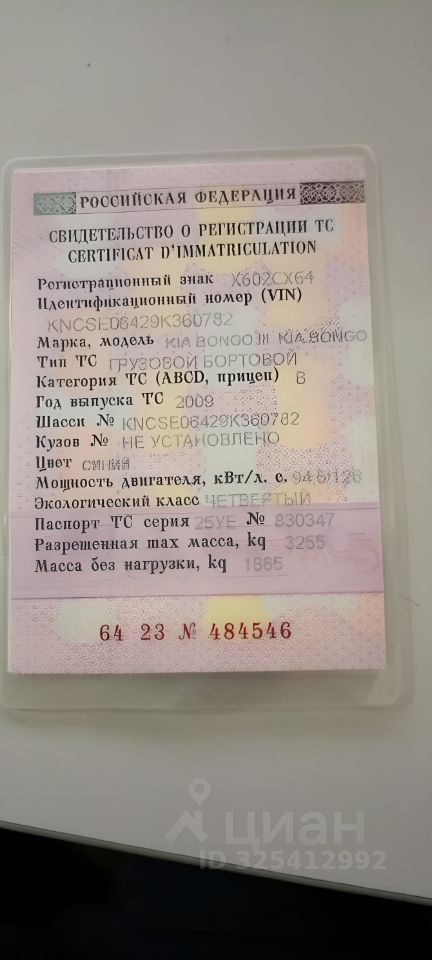 РОССИЙСКАЯ ФЕДЕРАЦИЯ
СВИДЕТЕЛЬСТВО О РЕГИСТРАЦИИ ТС
CERTIFICAT D'IMMATRICULATION
Регистрационный знак Х602СХ64
Идентификационный номер (VIN)
KNCSE06429K360782
Марка, модель KIA BONGO III KIA BONGO
Тип ТС ГРУЗОВОЙ БОРТОВОЙ
Категория ТС (ABCD, прицеп) В
Год выпуска ТС 2009
Шасси № KNCSE06429K360782
Кузов № НЕ УСТАНОВЛЕНО
Цвет СИНИЙ
Мощность двигателя, кВт/л. с. 94.5/126
Экологический класс ЧЕТВЕРТЫЙ
Паспорт ТС серия 25УЕ № 830347
Разрешенная max масса, kg 3255
Масса без нагрузки, kg 1865
64 23 № 484546
циан
ID 325412992